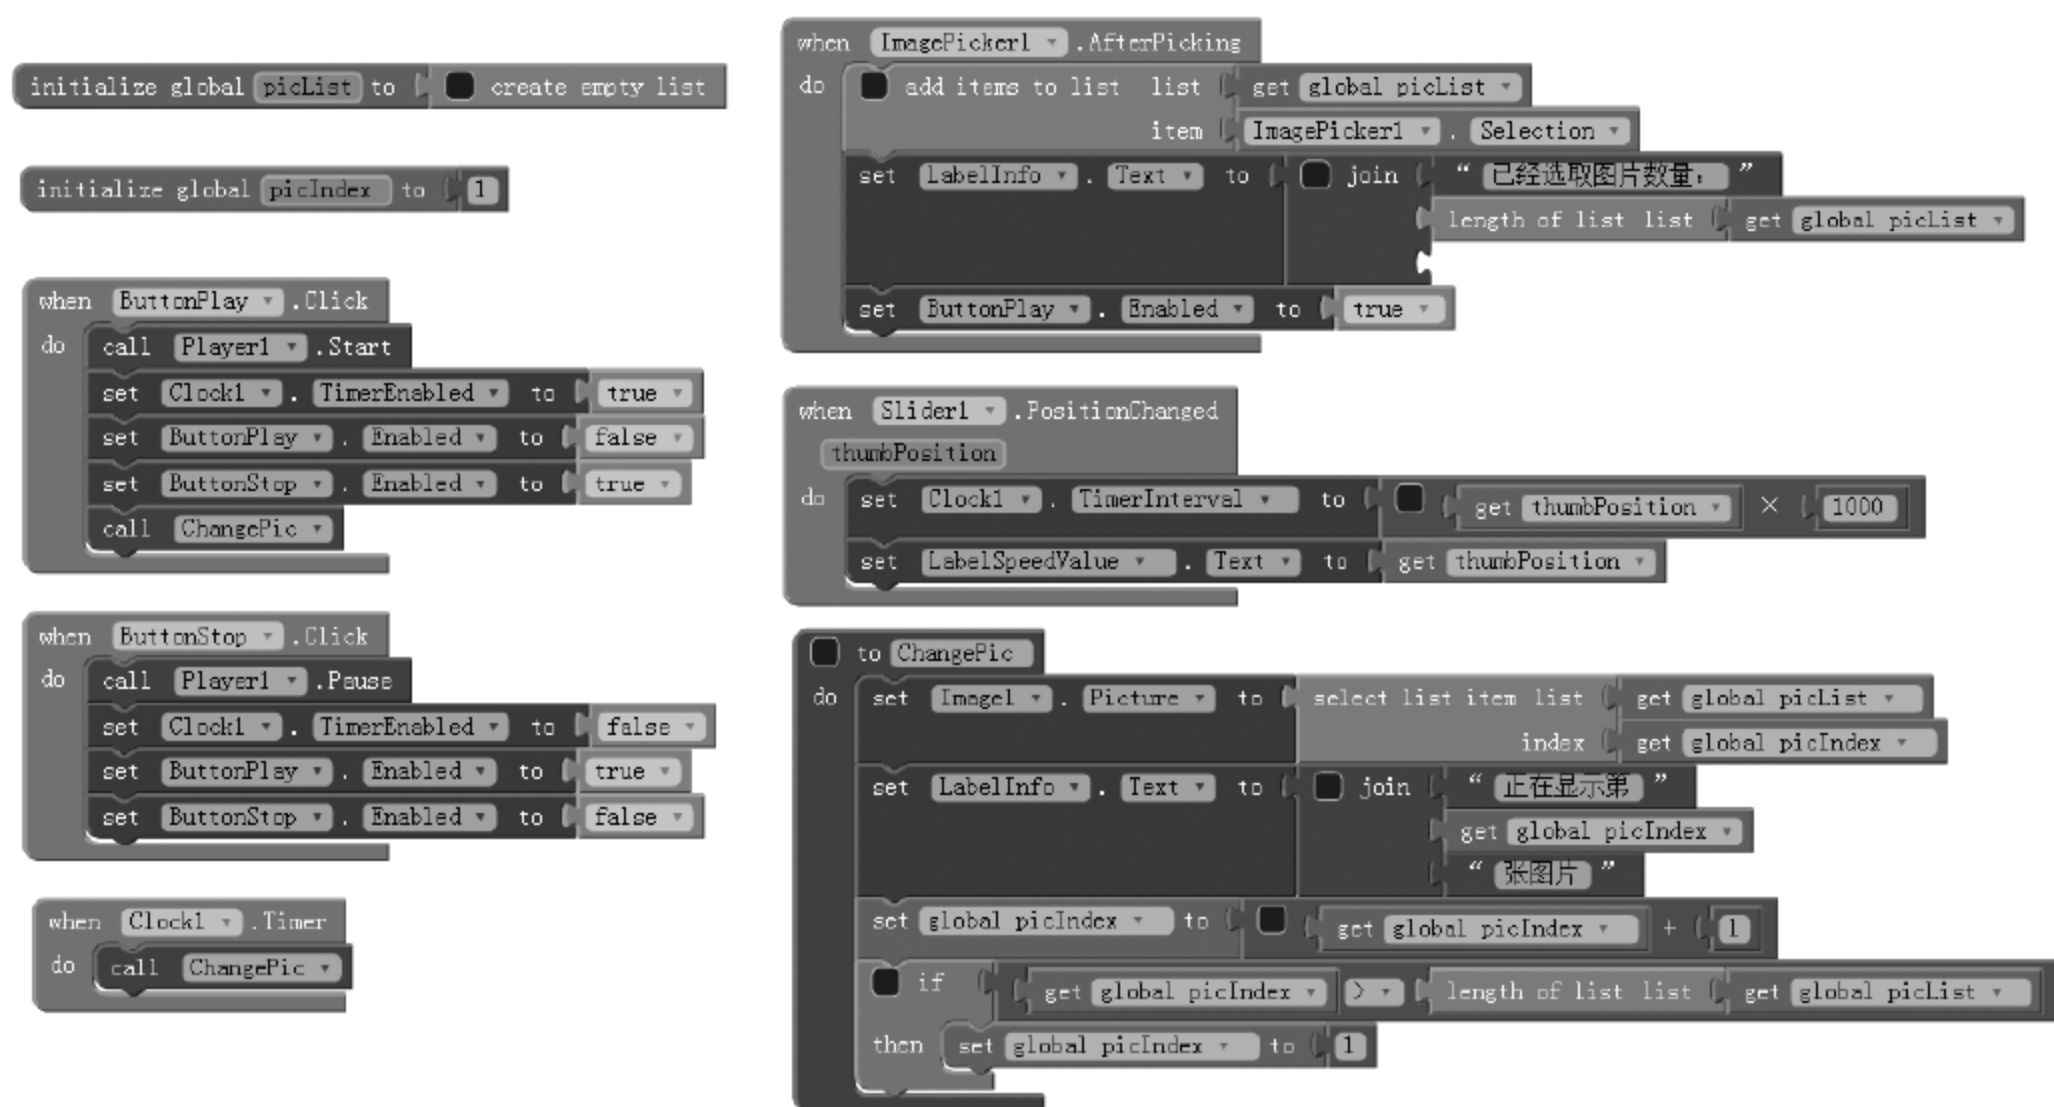 initialize global picList to create empty list
initialize global picIndex to 1
when ButtonPlay .Click
do call Player1 .Start
set Clock1 . TimerEnabled to true
set ButtonPlay . Enabled to false
set ButtonStop . Enabled to true
call ChangePic
when ButtonStop .Click
do call Player1 .Pause
set Clock1 . TimerEnabled to false
set ButtonPlay . Enabled to true
set ButtonStop . Enabled to false
when Clock1 .Timer
do call ChangePic
when ImagePicker1 .AfterPicking
do add items to list list get global picList
item ImagePicker1 . Selection
set LabelInfo . Text to join “ 已经选取图片数量： ”
length of list list get global picList
set ButtonPlay . Enabled to true
when Slider1 .PositionChanged
thumbPosition
do set Clock1 . TimerInterval to get thumbPosition × 1000
set LabelSpeedValue . Text to get thumbPosition
to ChangePic
do set Image1 . Picture to select list item list get global picList
index get global picIndex
set LabelInfo . Text to join “ 正在显示第 ”
get global picIndex
“ 张图片 ”
set global picIndex to get global picIndex + 1
if get global picIndex > length of list list get global picList
then set global picIndex to 1